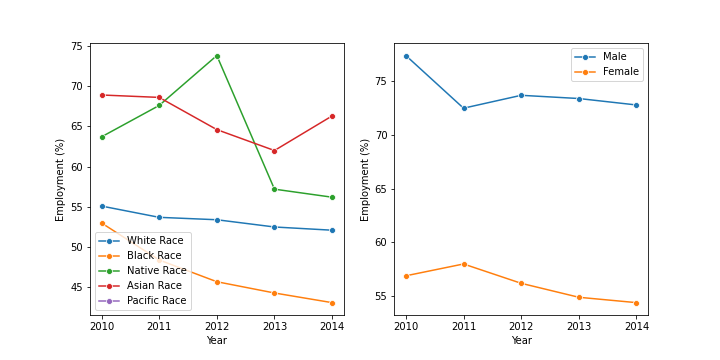 75
70
65
60
55
50
45
Employment (%)
White Race
Black Race
Native Race
Asian Race
Pacific Race
2010 2011 2012 2013 2014
Year
Male
Female
75
70
65
60
55
Employment (%)
2010 2011 2012 2013 2014
Year